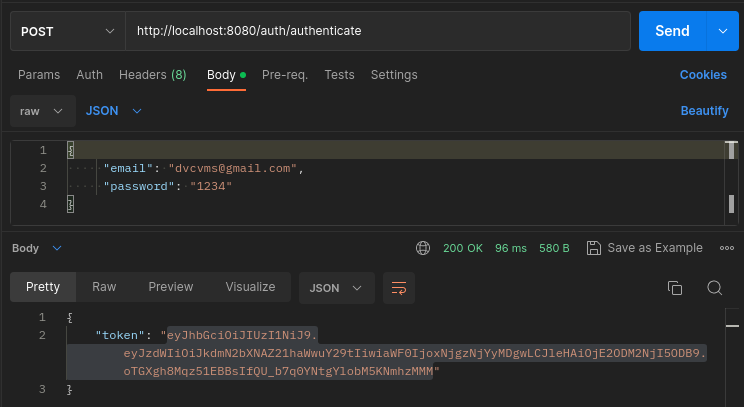 POST http://localhost:8080/auth/authenticate Send
Params Auth Headers (8) Body Pre-req. Tests Settings Cookies
raw JSON Beautify
1 {
2 "email": "dvcvms@gmail.com",
3 "password": "1234"
4 }
Body 200 OK 96 ms 580 B Save as Example
Pretty Raw Preview Visualize JSON
1 {
2 "token": "eyJhbGciOiJIUzI1NiJ9.
eyJzdWIiOiJkdmN2bXNAZ21haWwuY29tIiwiaWF0IjoxNjgzNjYyMDgwLCJleHAiOjE2ODM2NjI5ODB9.
oTGXgh8Mqz51EBBsIfQU_b7q0YNtgYlobM5KNmhzMMM"
3 }